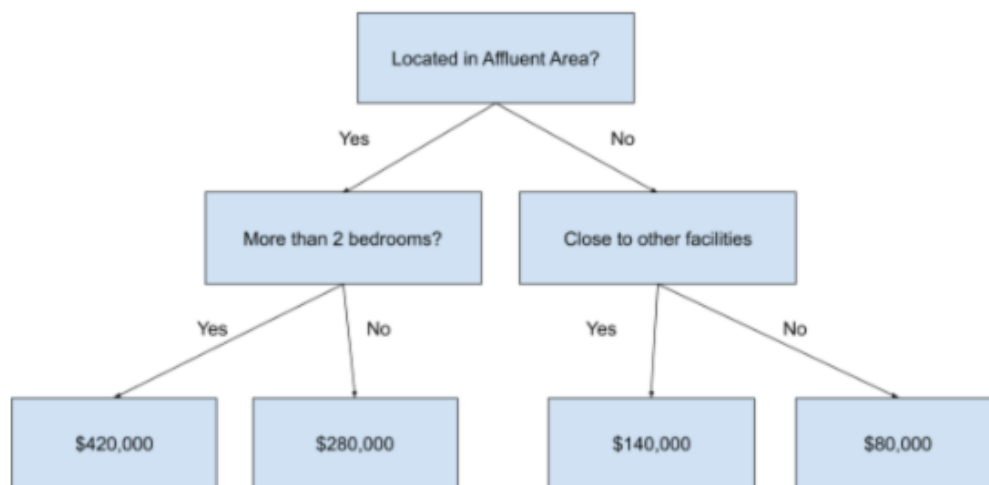 Located in Affluent Area?
Yes
No
More than 2 bedrooms?
Close to other facilities
Yes
No
Yes
No
$420,000
$280,000
$140,000
$80,000